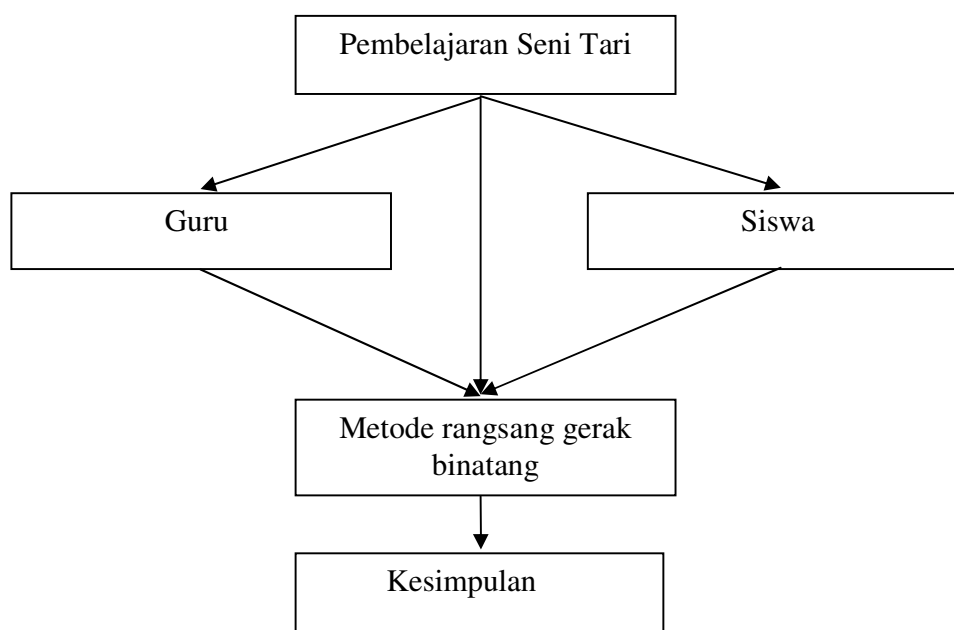 Pembelajaran Seni Tari
Guru
Siswa
Metode rangsang gerak
binatang
Kesimpulan